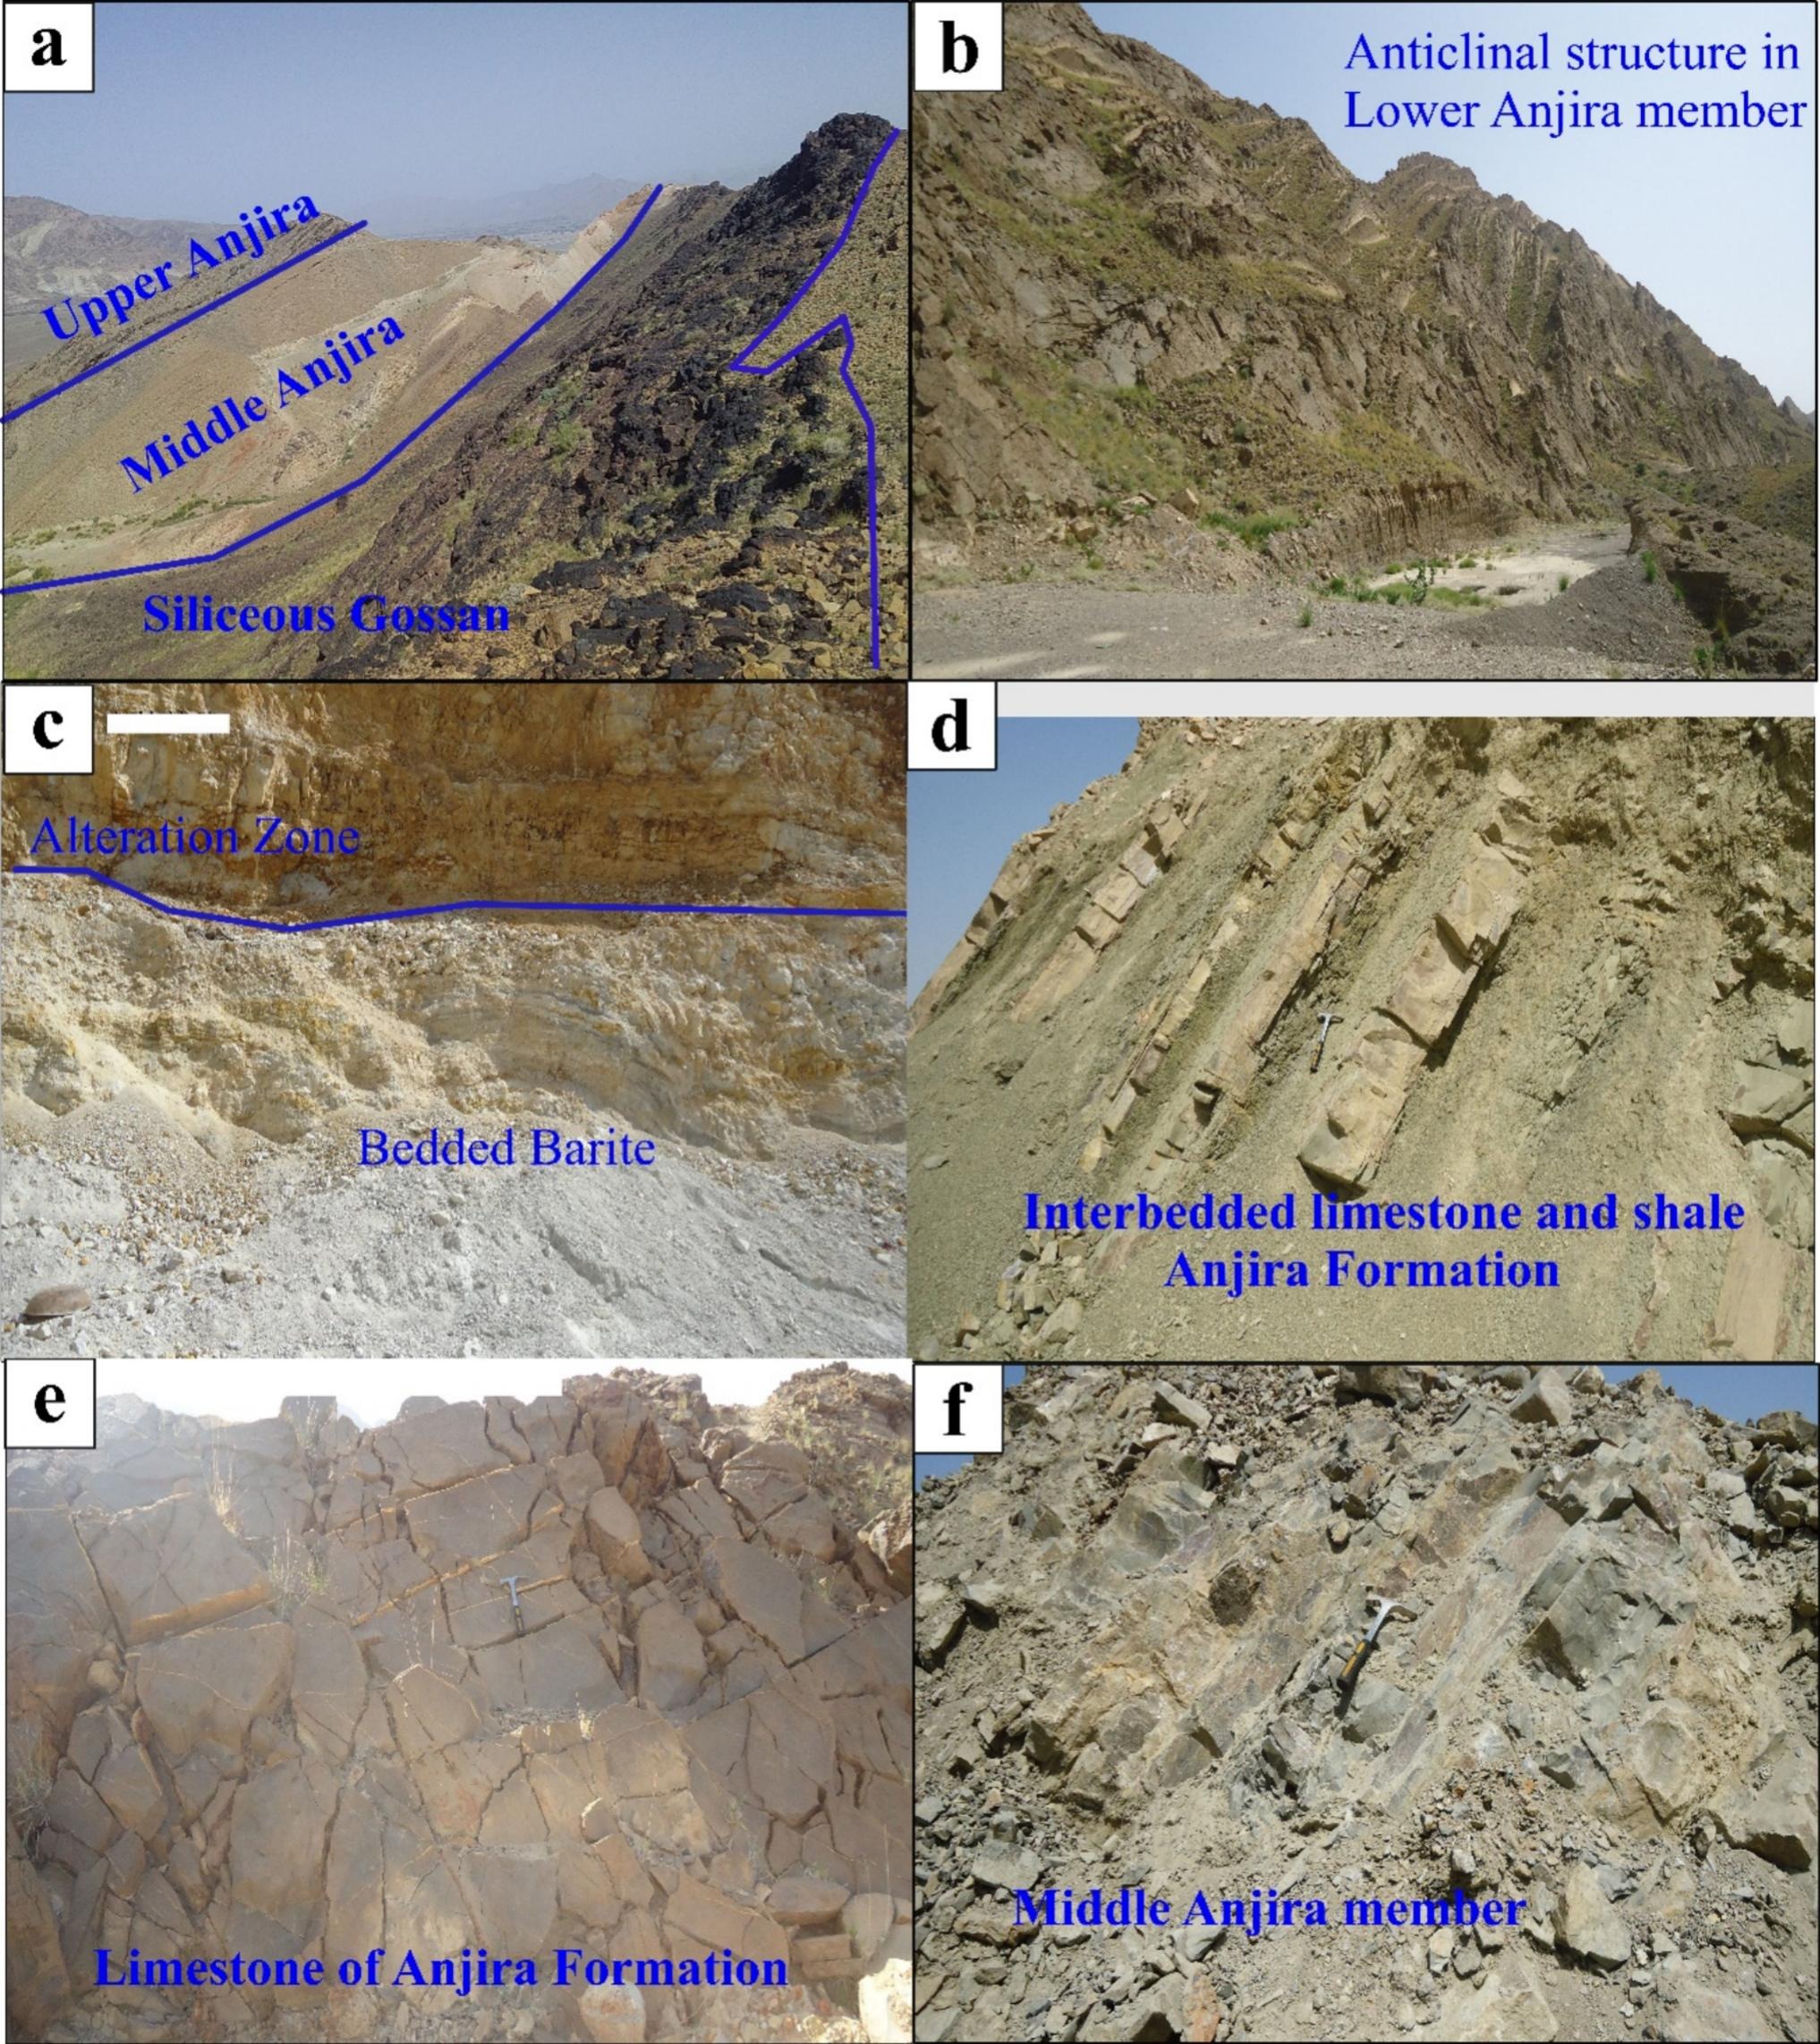 a
Upper Anjira
Middle Anjira
Siliceous Gossan
b
Anticlinal structure in
Lower Anjira member
c
Alteration Zone
Bedded Barite
d
Interbedded limestone and shale
Anjira Formation
e
Limestone of Anjira Formation
f
Middle Anjira member